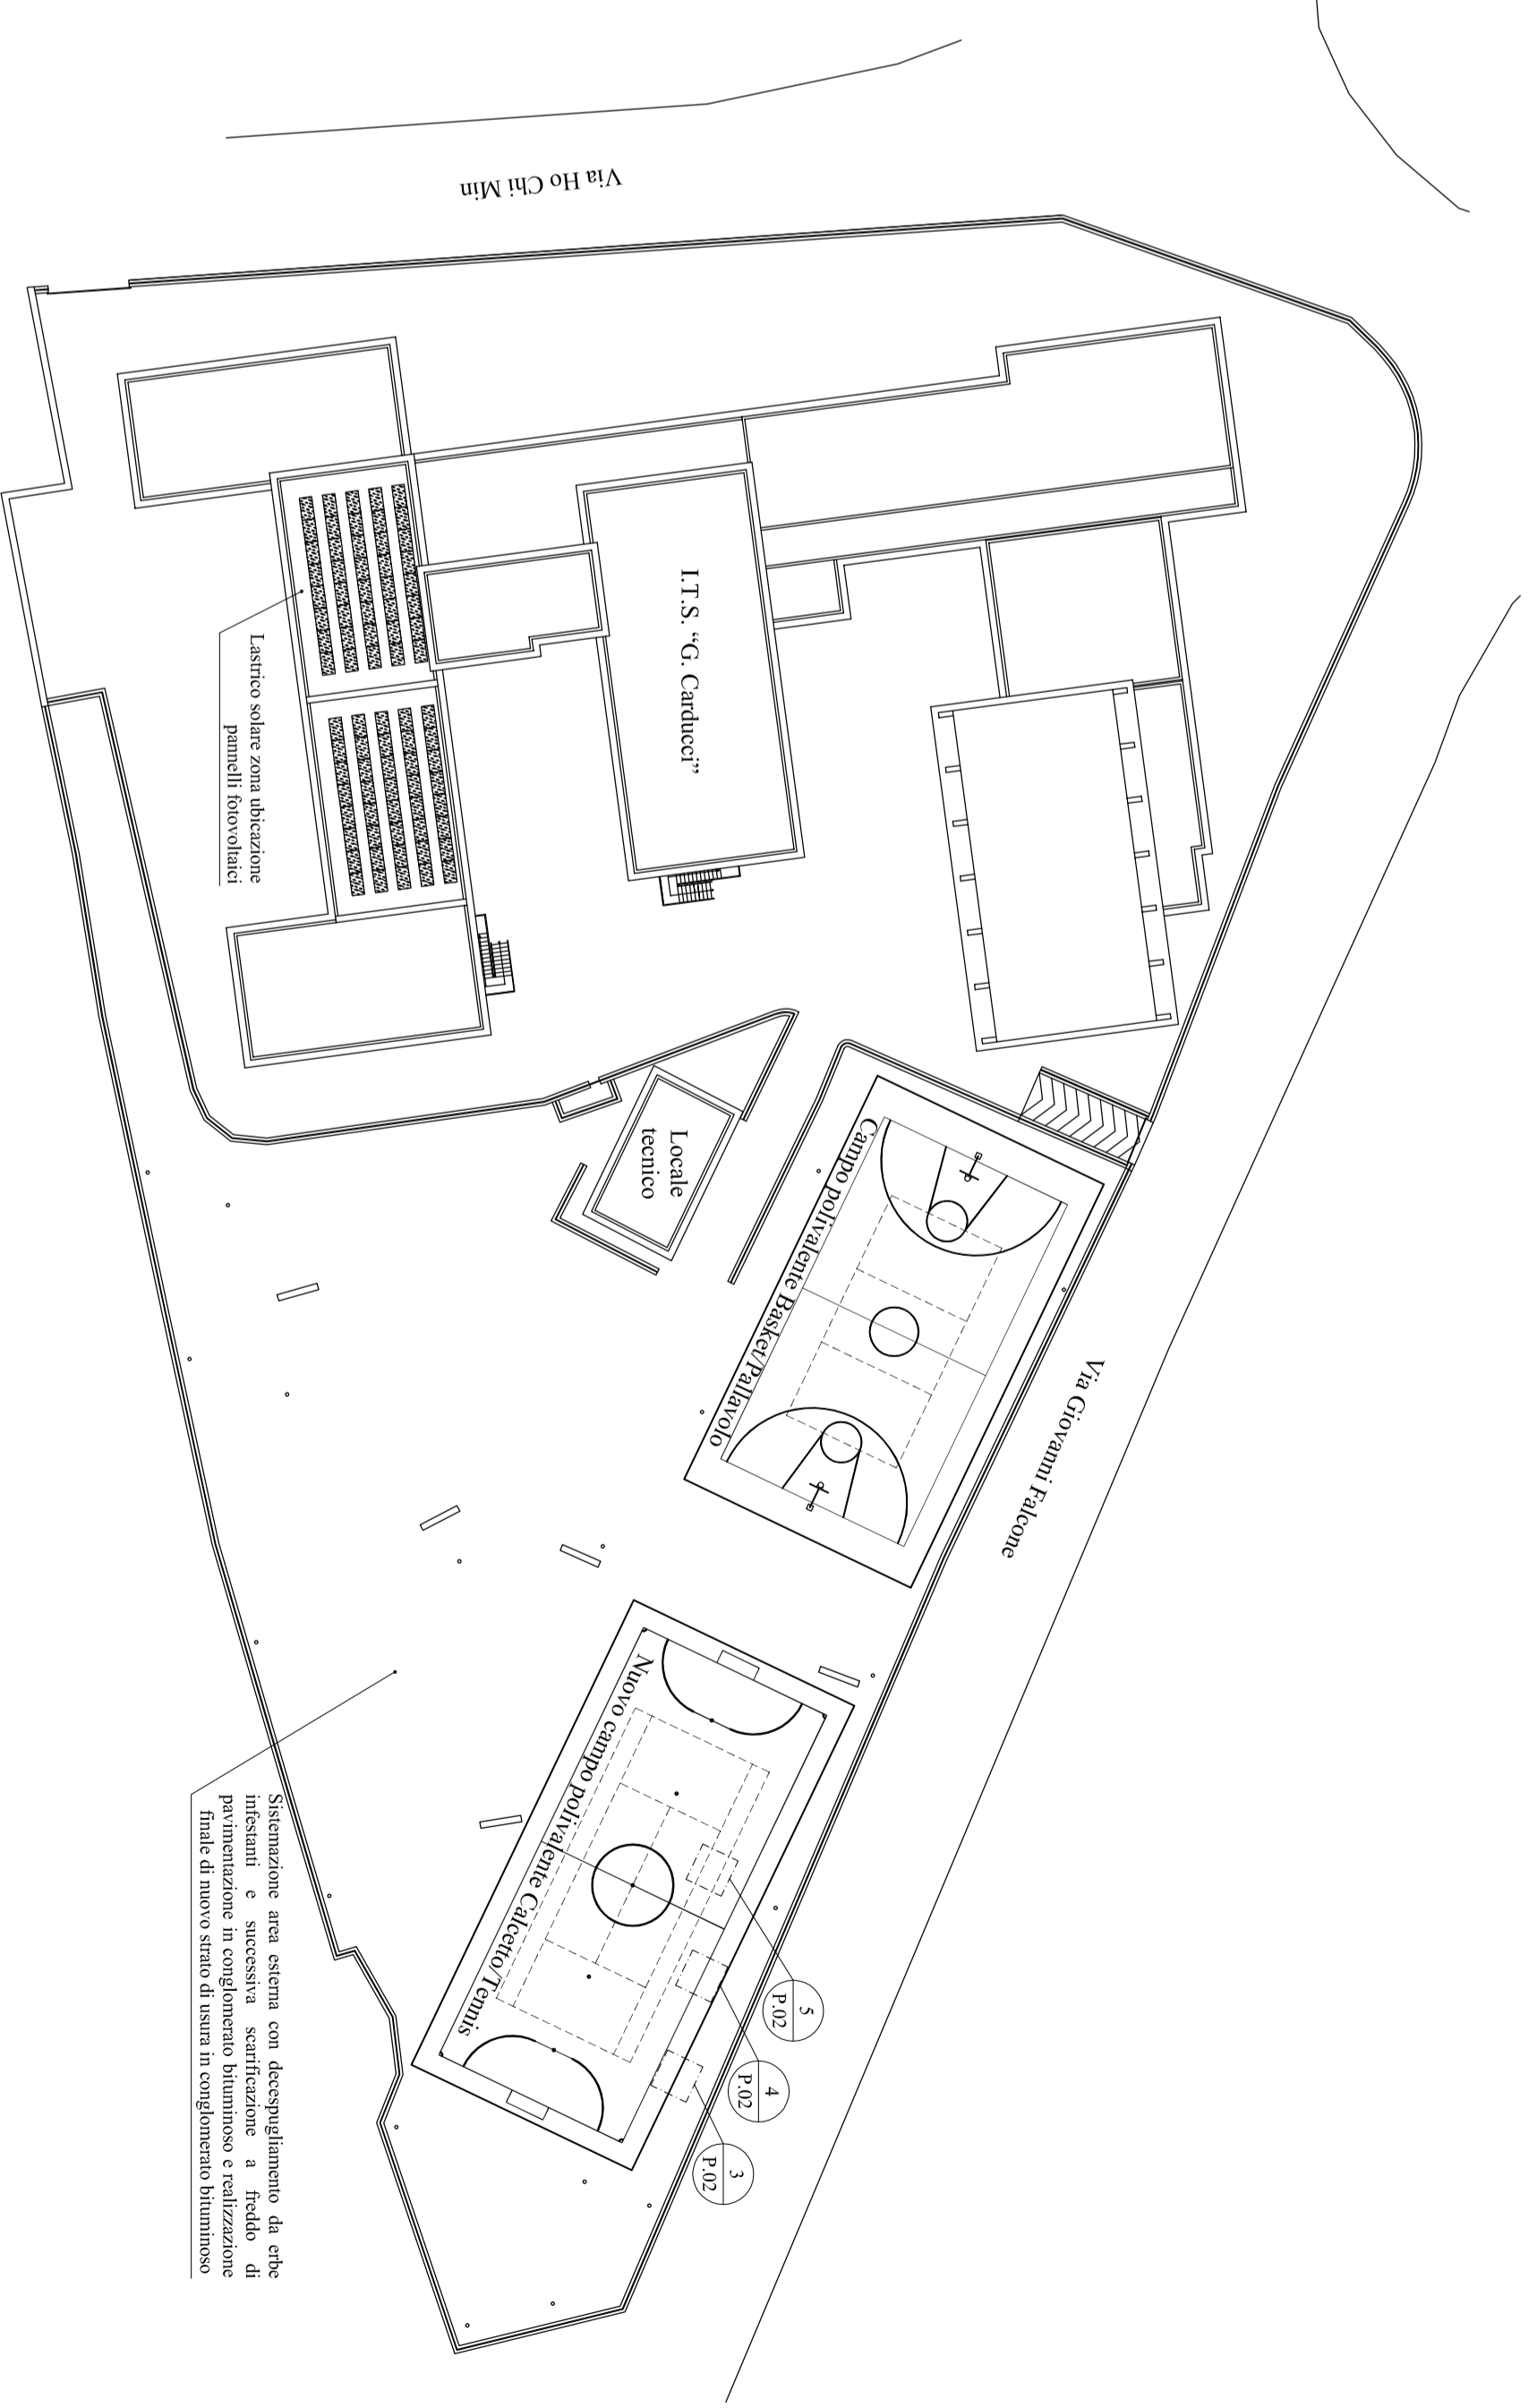 Via Ho Chi Min
I.T.S. “G. Carducci”
Lastrico solare zona ubicazione
pannelli fotovoltaici
Locale
tecnico
Campo polivalente Basket/Pallavolo
Via Giovanni Falcone
Nuovo campo polivalente Calcetto/Tennis
5
P.02
4
P.02
3
P.02
Sistemazione area esterna con decespugliamento da erbe
infestanti e successiva scarificazione a freddo di
pavimentazione in conglomerato bituminoso e realizzazione
finale di nuovo strato di usura in conglomerato bituminoso